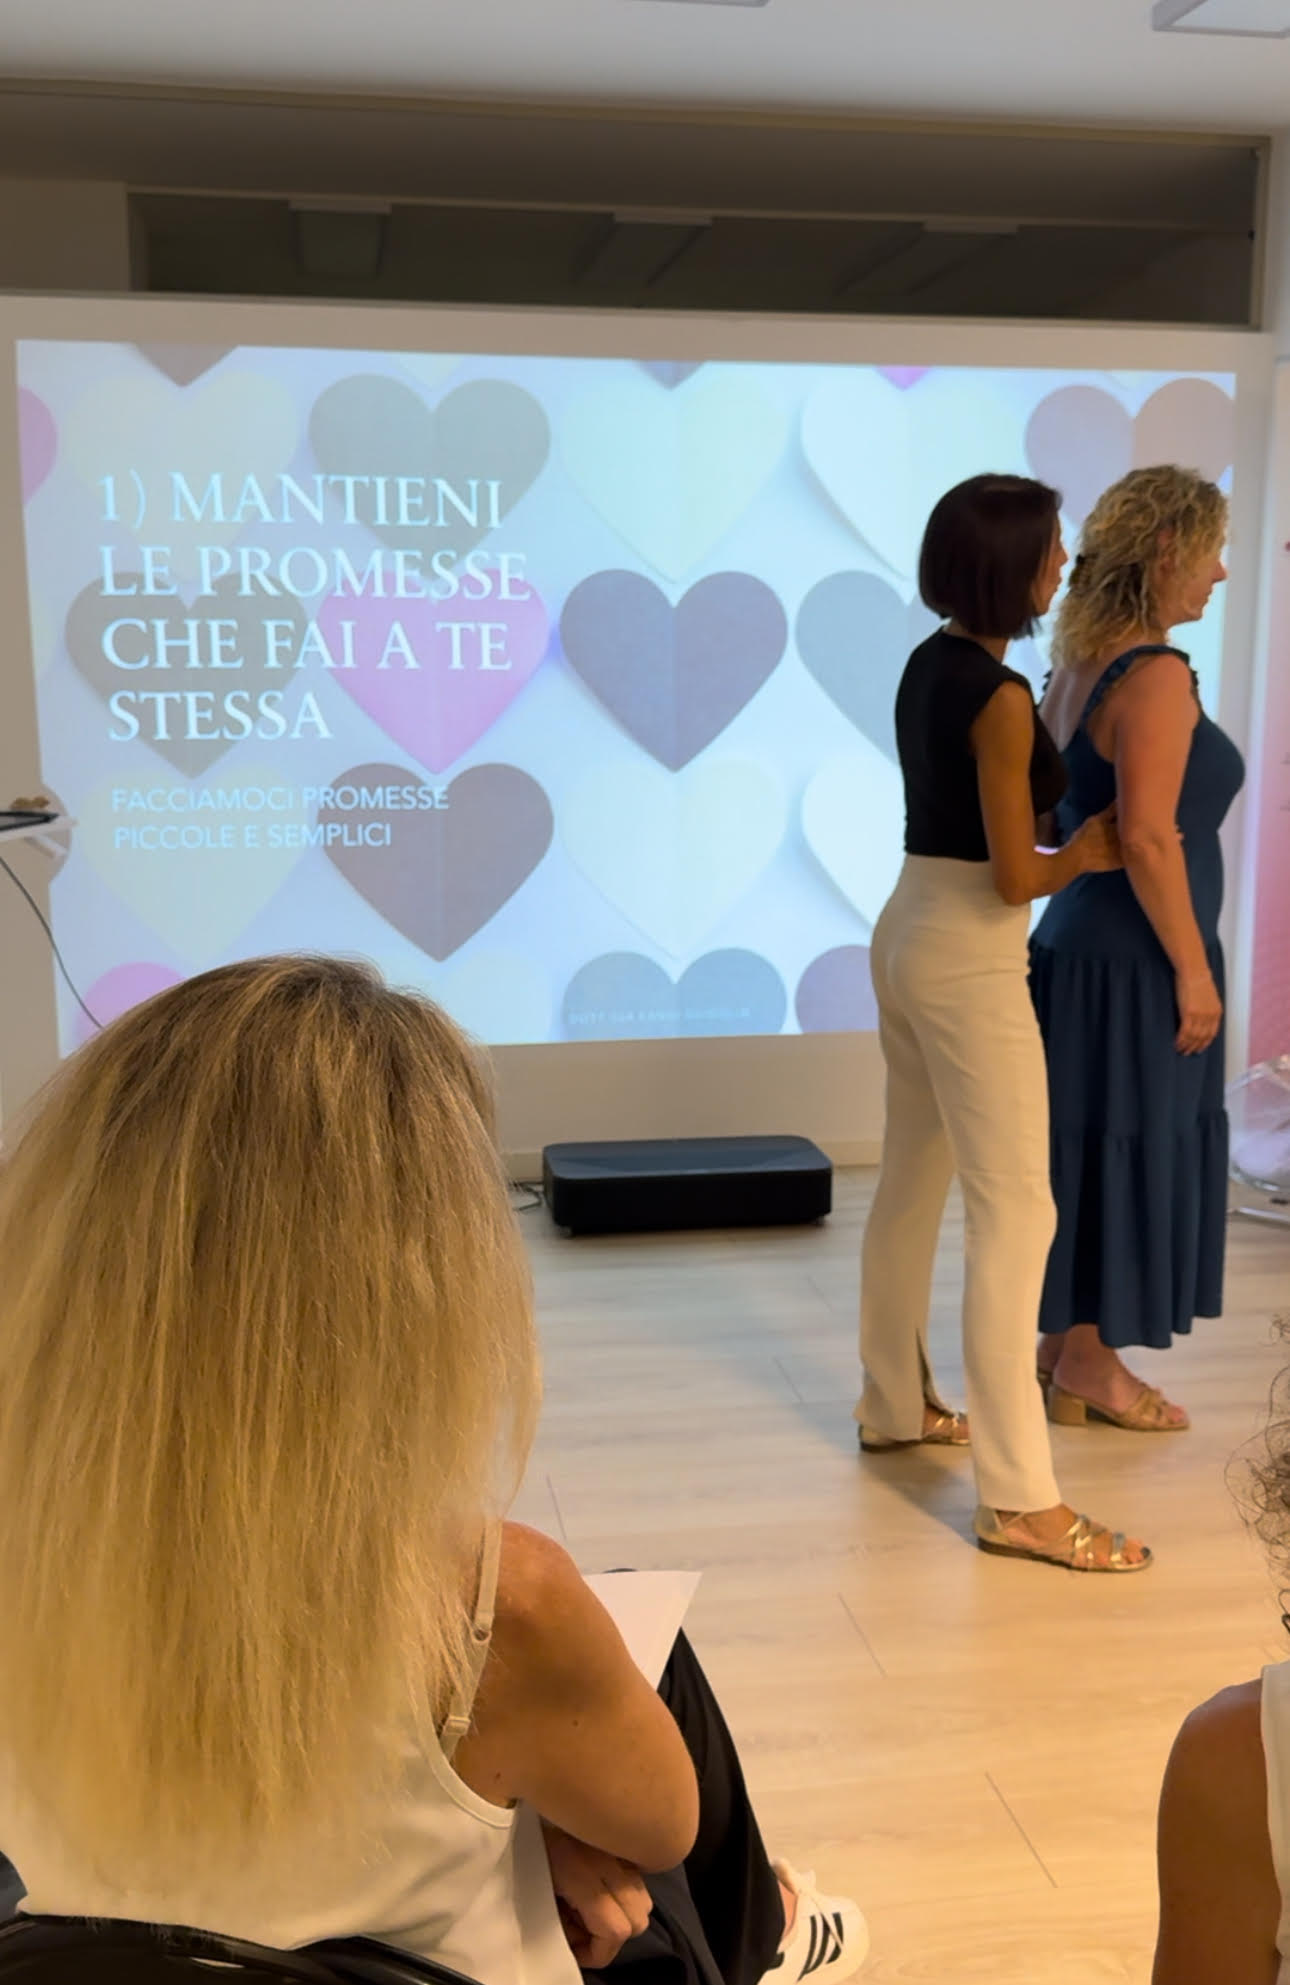 1) MANTIENI
LE PROMESSE
CHE FAI A TE
STESSA
FACCIAMOCI PROMESSE
PICCOLE E SEMPLICI